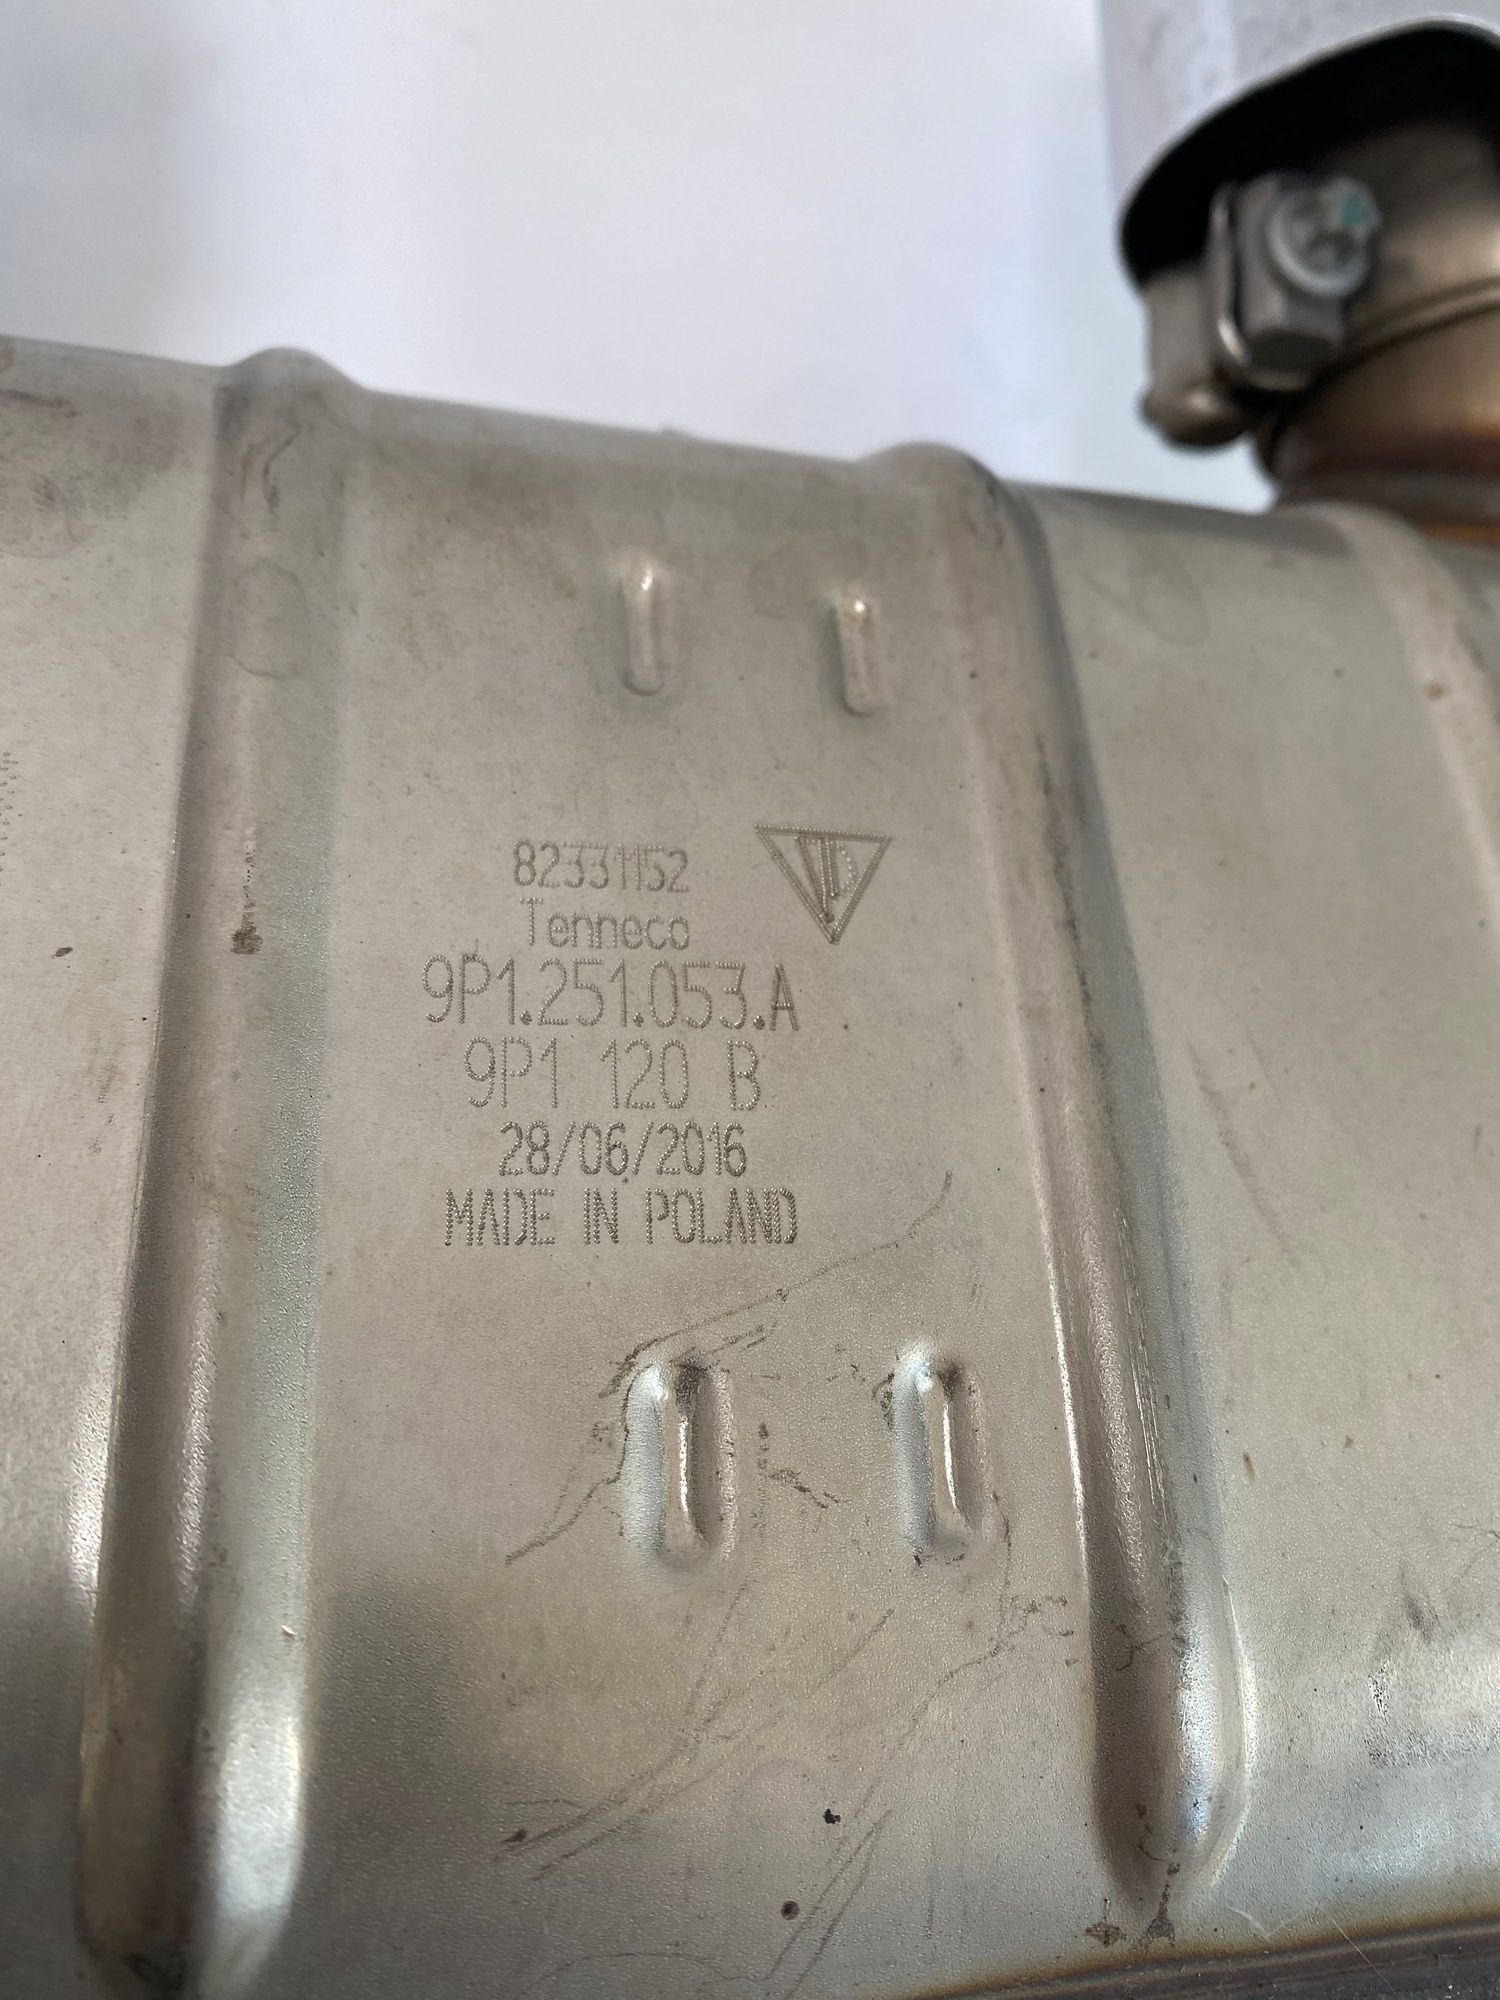 82331152
Tenneco
9P1.251.053.A
9P1 120 B
28/06/2016
MADE IN POLAND